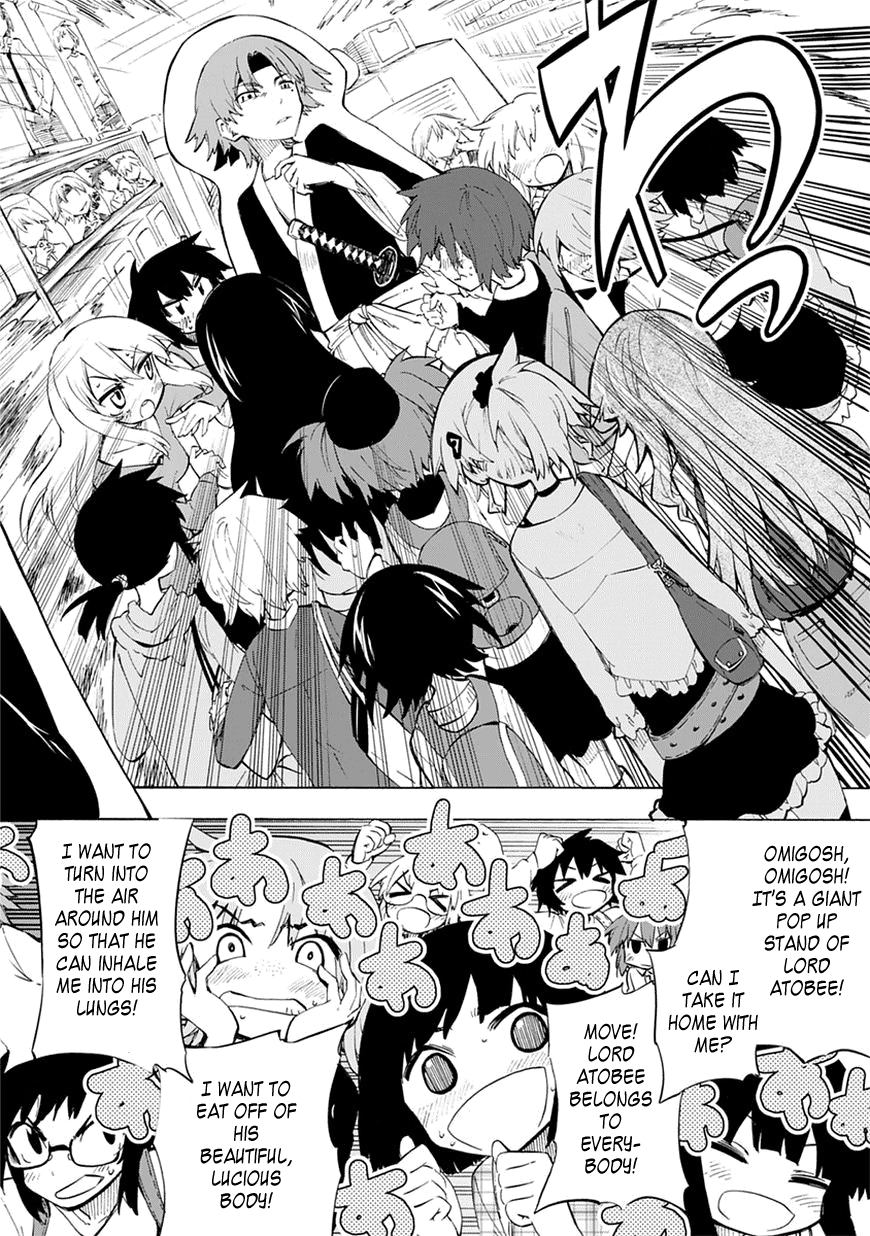 わっ
OMIGOSH,
OMIGOSH!
IT'S A GIANT
POP UP
STAND OF
LORD
ATOBEE!
CAN I
TAKE IT
HOME WITH
ME?
MOVE!
LORD
ATOBEE
BELONGS
TO
EVERY-
BODY!
I WANT TO
TURN INTO
THE AIR
AROUND HIM
SO THAT HE
CAN INHALE
ME INTO HIS
LUNGS!
I WANT TO
EAT OFF OF
HIS
BEAUTIFUL,
LUCIOUS
BODY!